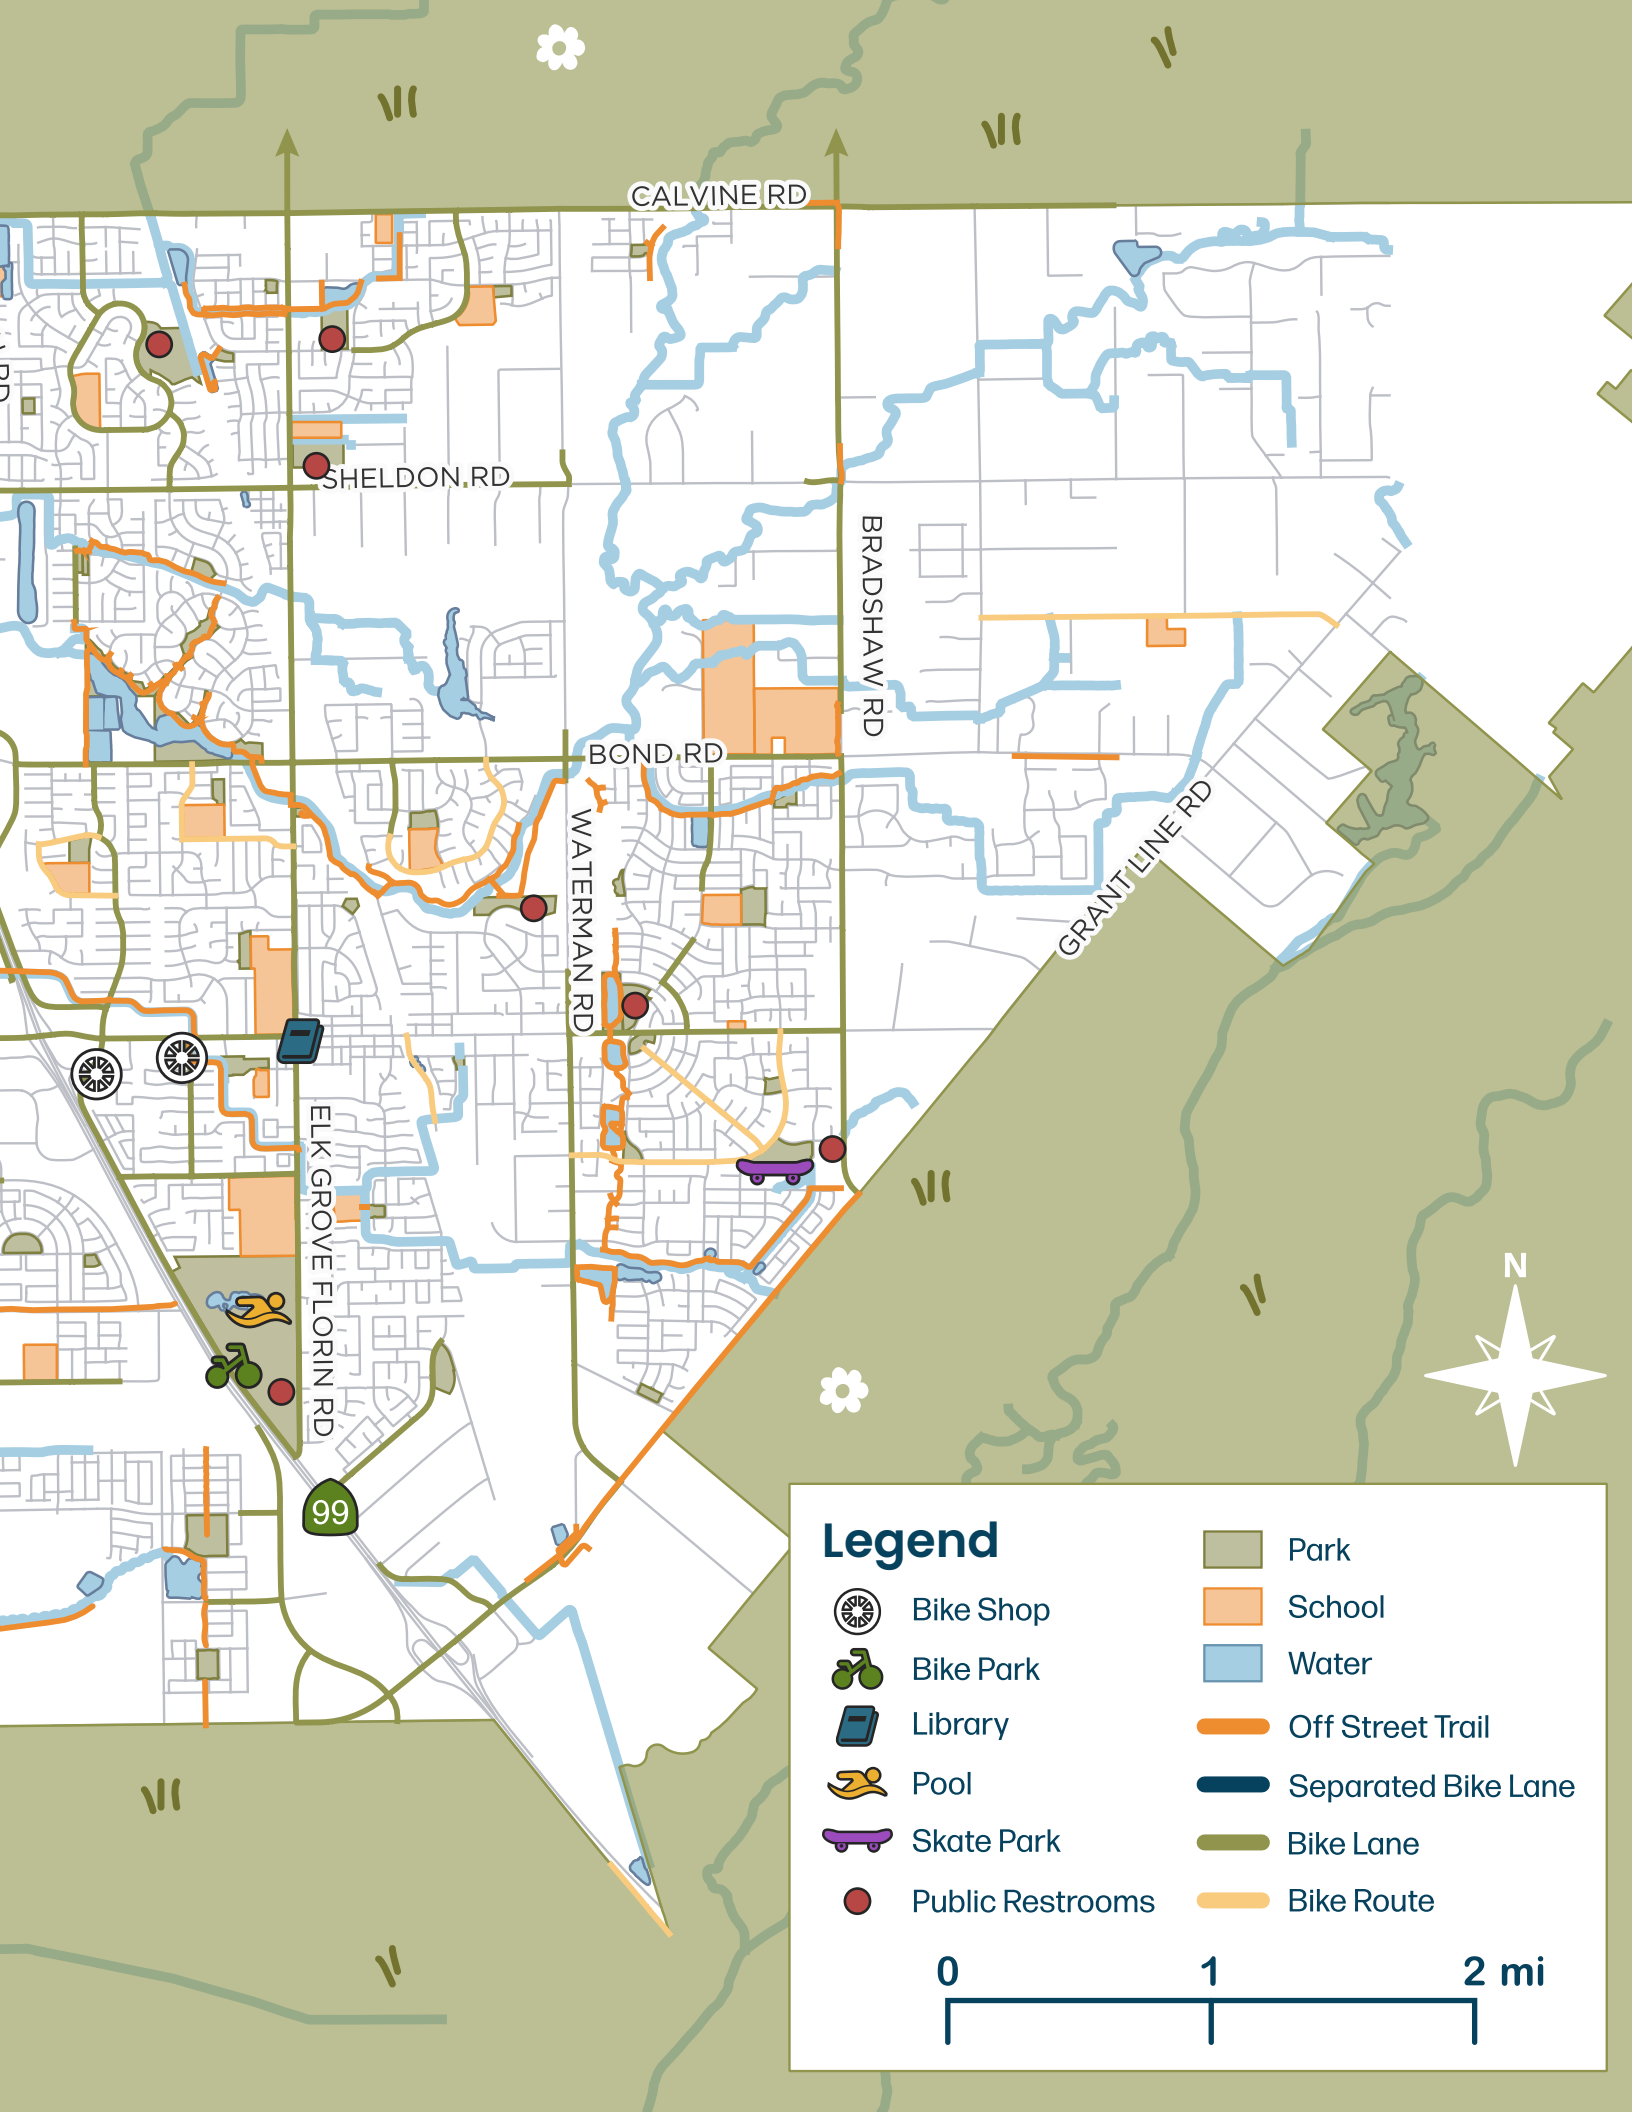 CALVINE RD
RD
SHELDON RD
BRADSHAW RD
BOND RD
WATERMAN RD
GRANT LINE RD
ELK GROVE FLORIN RD
N
99
Legend
Bike Shop
Bike Park
Library
Pool
Skate Park
Public Restrooms
Park
School
Water
Off Street Trail
Separated Bike Lane
Bike Lane
Bike Route
0 1 2 mi